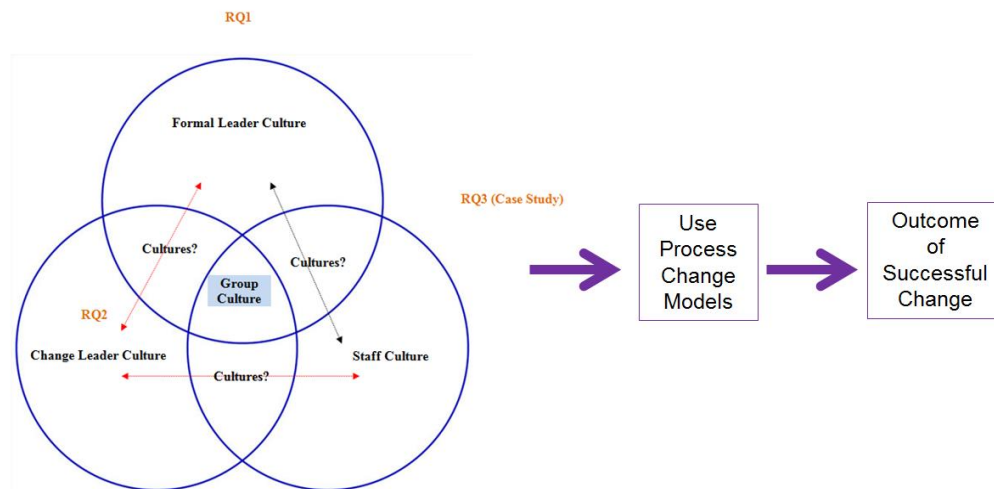 RQ1
Formal Leader Culture
RQ3 (Case Study)
Use
Process
Change
Models
Outcome
of
Successful
Change
Cultures?
Cultures?
Group
Culture
RQ2
Change Leader Culture
Staff Culture
Cultures?